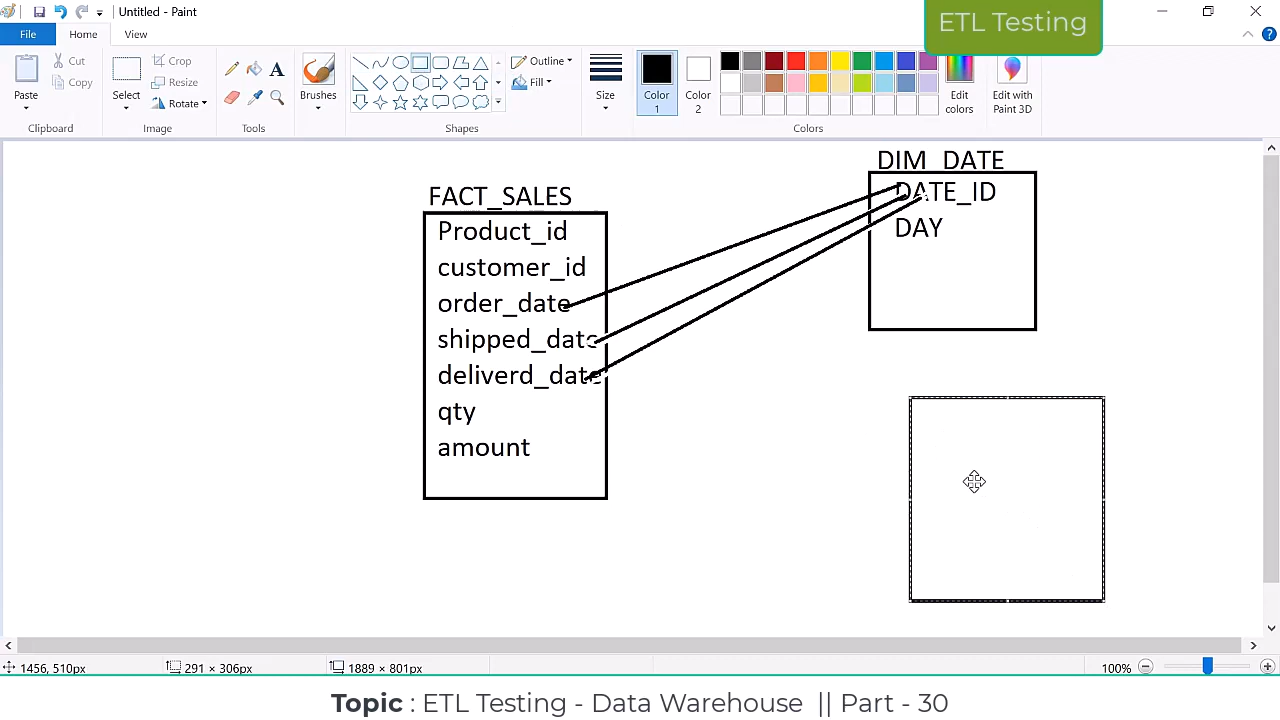 Untitled - Paint
ETL Testing
File
Home
View
Paste
Cut
Copy
Clipboard
Select
Crop
Resize
Rotate
Image
A
Tools
Brushes
Shapes
Outline
Fill
Size
Color 1
Color 2
Colors
Edit colors
Edit with Paint 3D
DIM_DATE
DATE_ID
DAY
FACT_SALES
Product_id
customer_id
order_date
shipped_date
deliverd_date
qty
amount
1456, 510px
291 × 306px
1889 × 801px
100%
Topic : ETL Testing - Data Warehouse || Part - 30